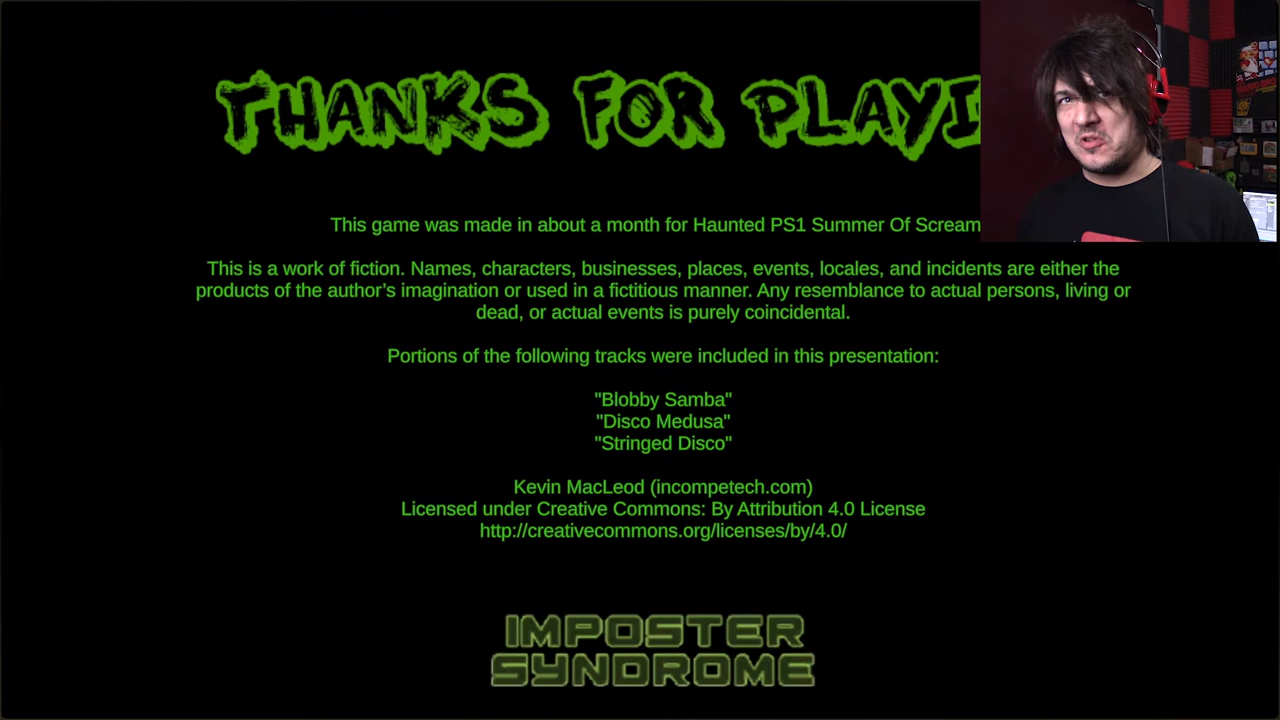 THANKS FOR PLAYI
This game was made in about a month for Haunted PS1 Summer Of Scream
This is a work of fiction. Names, characters, businesses, places, events, locales, and incidents are either the
products of the author's imagination or used in a fictitious manner. Any resemblance to actual persons, living or
dead, or actual events is purely coincidental.
Portions of the following tracks were included in this presentation:
"Blobby Samba"
"Disco Medusa"
"Stringed Disco"
Kevin MacLeod (incompetech.com)
Licensed under Creative Commons: By Attribution 4.0 License
http://creativecommons.org/licenses/by/4.0/
IMPOSTER
SYNDROME